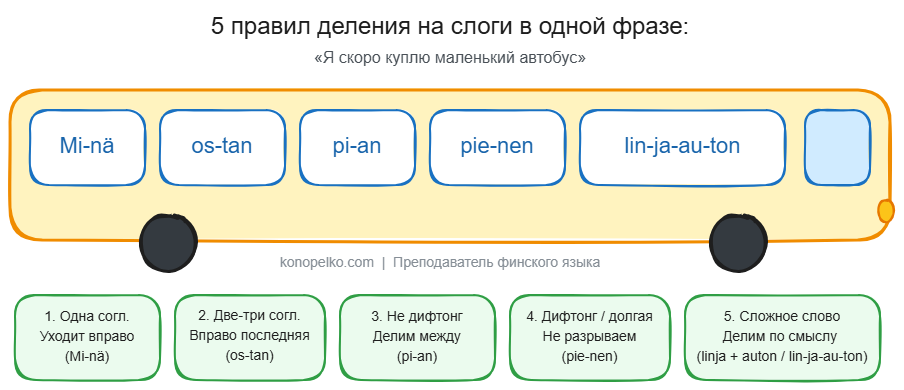 5 правил деления на слоги в одной фразе:
«Я скоро куплю маленький автобус»
Mi-nä
os-tan
pi-an
pie-nen
lin-ja-au-ton
konopelko.com | Преподаватель финского языка
1. Одна согл.
Уходит вправо
(Mi-nä)
2. Две-три согл.
Вправо последняя
(os-tan)
3. Не дифтонг
Делим между
(pi-an)
4. Дифтонг / долгая
Не разрываем
(pie-nen)
5. Сложное слово
Делим по смыслу
(linja + auton / lin-ja-au-ton)